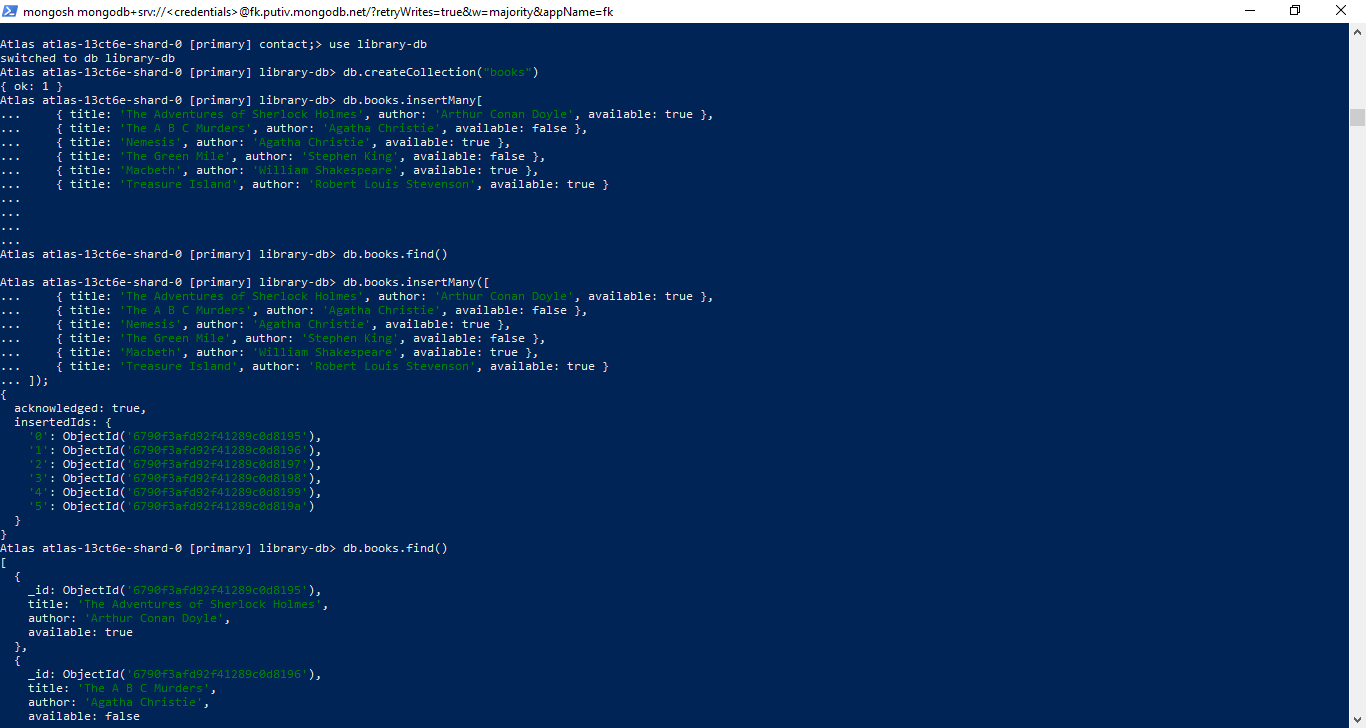 mongosh mongodb+srv://<credentials>@fk.putiv.mongodb.net/?retryWrites=true&w=majority&appName=fk
Atlas atlas-13ct6e-shard-0 [primary] contact;> use library-db
switched to db library-db
Atlas atlas-13ct6e-shard-0 [primary] library-db> db.createCollection("books")
{ ok: 1 }
Atlas atlas-13ct6e-shard-0 [primary] library-db> db.books.insertMany[
...     { title: 'The Adventures of Sherlock Holmes', author: 'Arthur Conan Doyle', available: true },
...     { title: 'The A B C Murders', author: 'Agatha Christie', available: false },
...     { title: 'Nemesis', author: 'Agatha Christie', available: true },
...     { title: 'The Green Mile', author: 'Stephen King', available: false },
...     { title: 'Macbeth', author: 'William Shakespeare', available: true },
...     { title: 'Treasure Island', author: 'Robert Louis Stevenson', available: true }
...
...
...
...
Atlas atlas-13ct6e-shard-0 [primary] library-db> db.books.find()
Atlas atlas-13ct6e-shard-0 [primary] library-db> db.books.insertMany([
...     { title: 'The Adventures of Sherlock Holmes', author: 'Arthur Conan Doyle', available: true },
...     { title: 'The A B C Murders', author: 'Agatha Christie', available: false },
...     { title: 'Nemesis', author: 'Agatha Christie', available: true },
...     { title: 'The Green Mile', author: 'Stephen King', available: false },
...     { title: 'Macbeth', author: 'William Shakespeare', available: true },
...     { title: 'Treasure Island', author: 'Robert Louis Stevenson', available: true }
... ]);
{
  acknowledged: true,
  insertedIds: {
    '0': ObjectId('6790f3afd92f41289c0d8195'),
    '1': ObjectId('6790f3afd92f41289c0d8196'),
    '2': ObjectId('6790f3afd92f41289c0d8197'),
    '3': ObjectId('6790f3afd92f41289c0d8198'),
    '4': ObjectId('6790f3afd92f41289c0d8199'),
    '5': ObjectId('6790f3afd92f41289c0d819a')
  }
}
Atlas atlas-13ct6e-shard-0 [primary] library-db> db.books.find()
[
  {
    _id: ObjectId('6790f3afd92f41289c0d8195'),
    title: 'The Adventures of Sherlock Holmes',
    author: 'Arthur Conan Doyle',
    available: true
  },
  {
    _id: ObjectId('6790f3afd92f41289c0d8196'),
    title: 'The A B C Murders',
    author: 'Agatha Christie',
    available: false